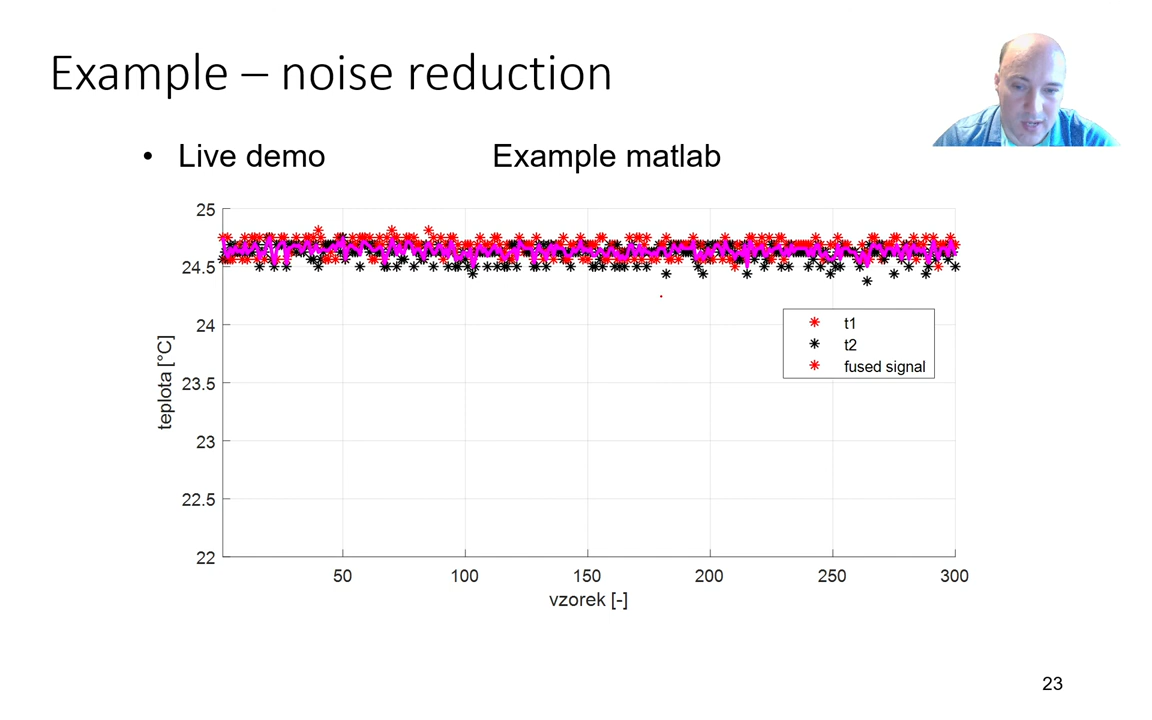 Example – noise reduction
• Live demo
Example matlab
25
24.5
24
23.5
23
22.5
22
teplota [°C]
t1
t2
fused signal
50 100 150 200 250 300
vzorek [-]
23